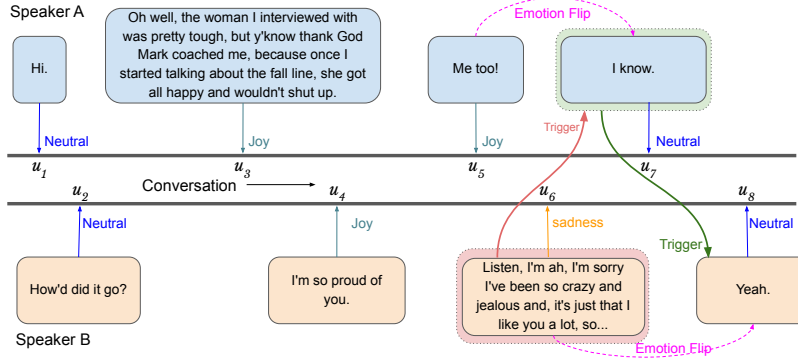 Speaker A
Hi.
Oh well, the woman I interviewed with
was pretty tough, but y'know thank God
Mark coached me, because once I
started talking about the fall line, she got
all happy and wouldn't shut up.
Me too!
Emotion Flip
I know.
Neutral
Joy
Joy
Trigger
Neutral
u1
u3
u5
u7
Conversation
u2
u4
u6
u8
Neutral
Joy
sadness
Trigger
Neutral
How'd did it go?
I'm so proud of
you.
Listen, I'm ah, I'm sorry
I've been so crazy and
jealous and, it's just that I
like you a lot, so...
Yeah.
Speaker B
Emotion Flip